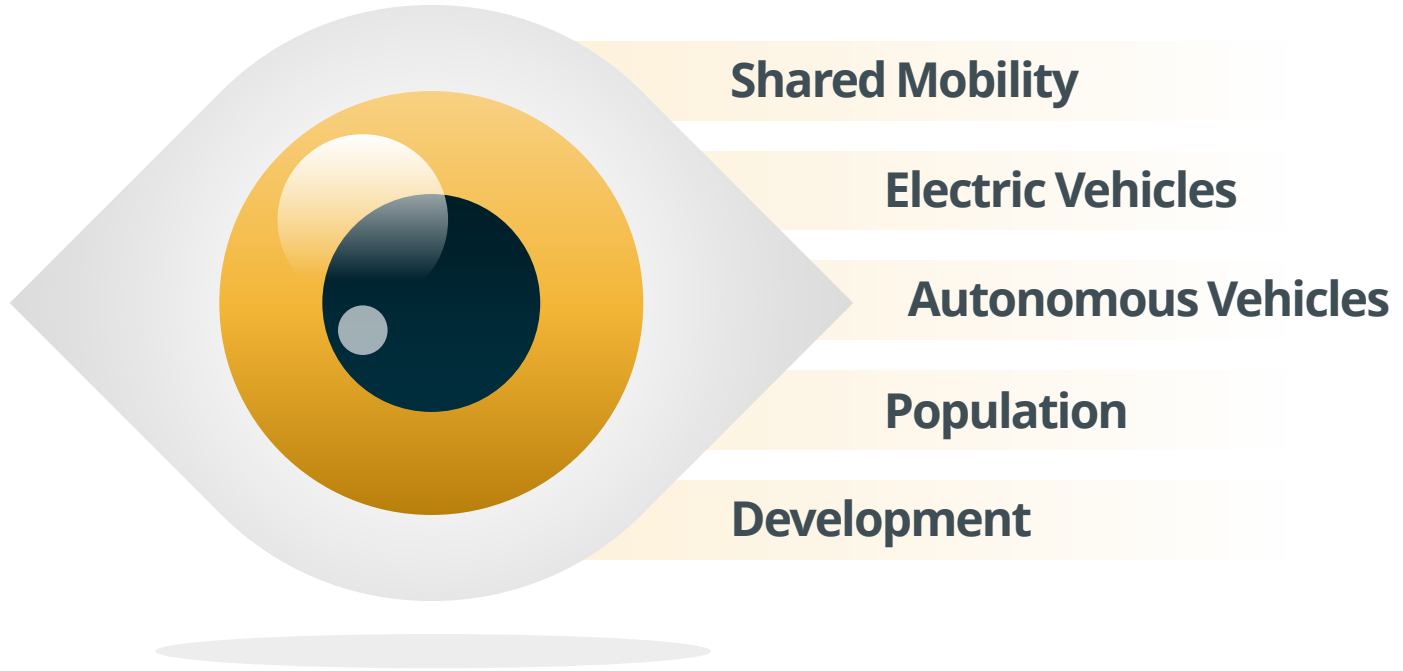 Shared Mobility
Electric Vehicles
Autonomous Vehicles
Population
Development